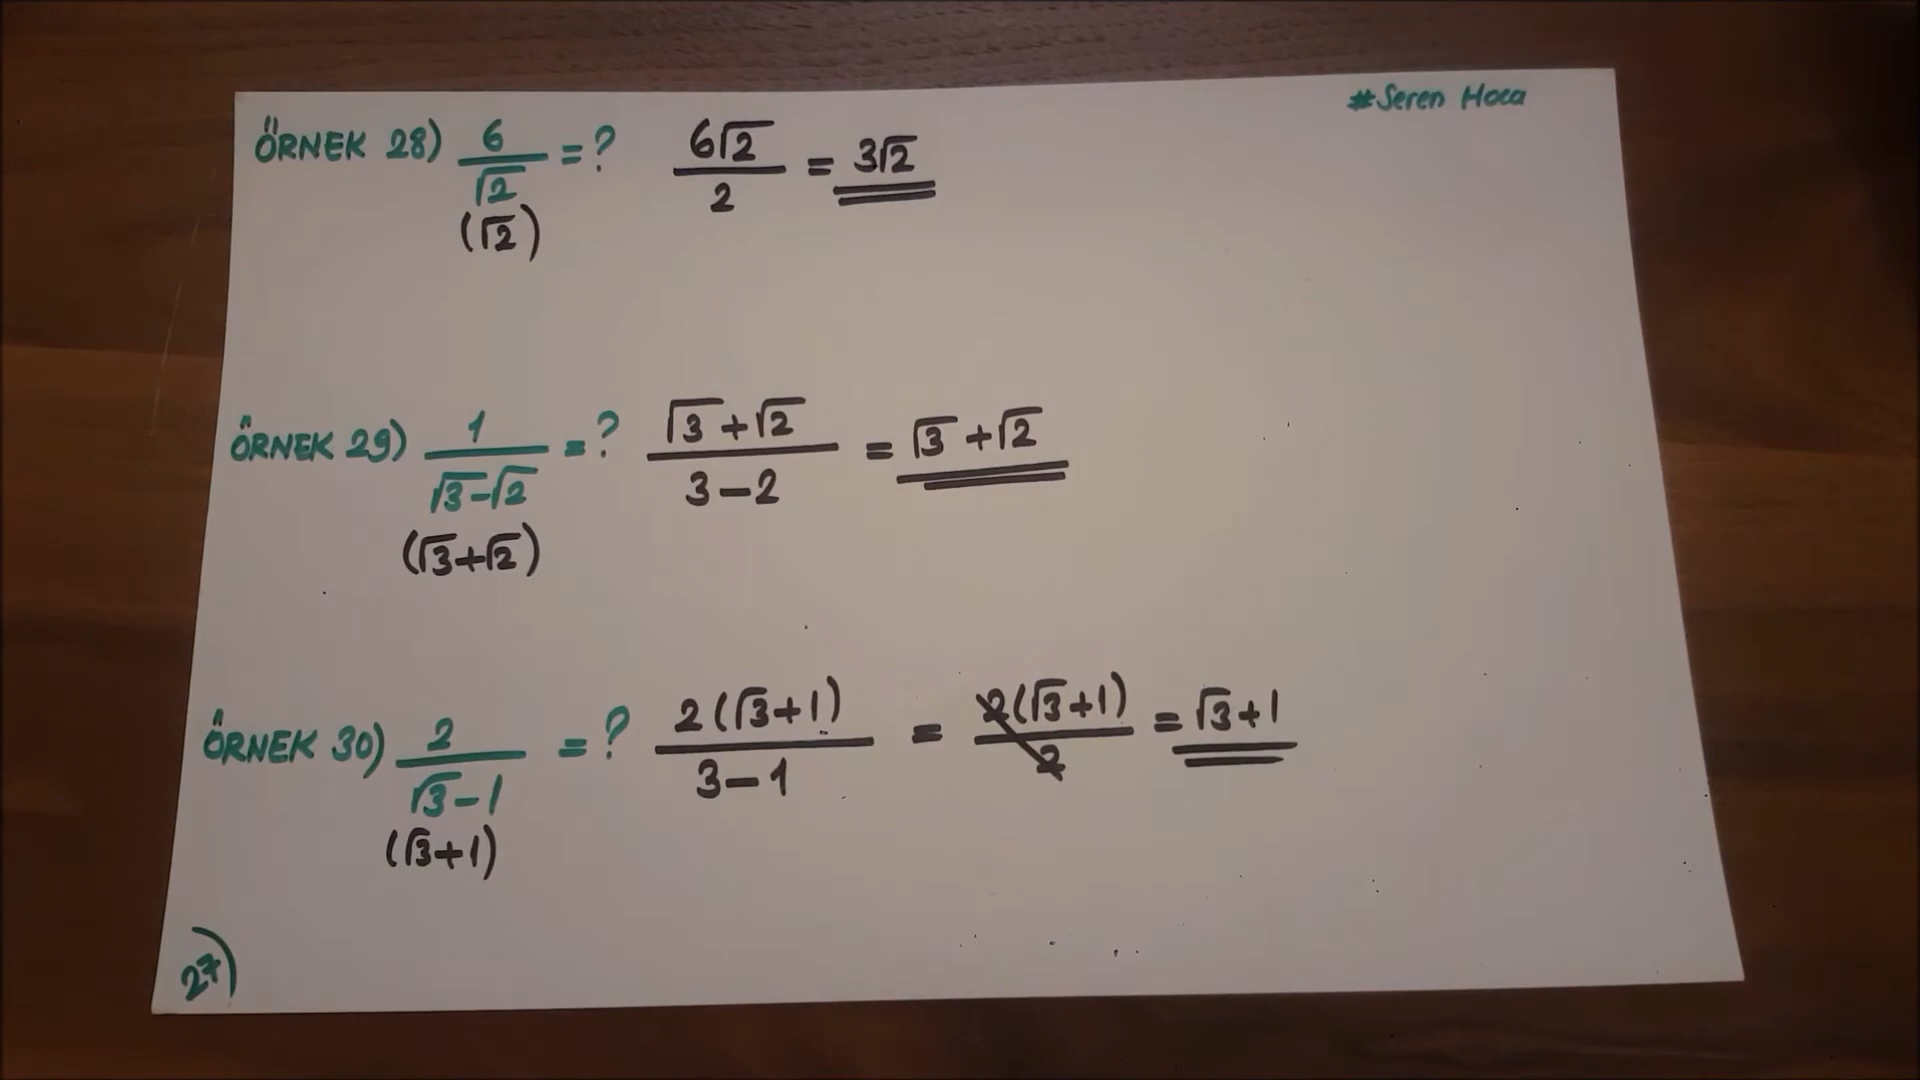 #Seren Hoca
ÖRNEK 28) 6/√2 = ? 6√2/2 = 3√2
(√2)
ÖRNEK 29) 1/(√3-√2) = ? (√3+√2)/(3-2) = √3+√2
(√3+√2)
ÖRNEK 30) 2/(√3-1) = ? 2(√3+1)/(3-1) = 2(√3+1)/2 = √3+1
(√3+1)
27)